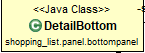 <<Java Class>>
DetailBottom
shopping_list.panel.bottompanel